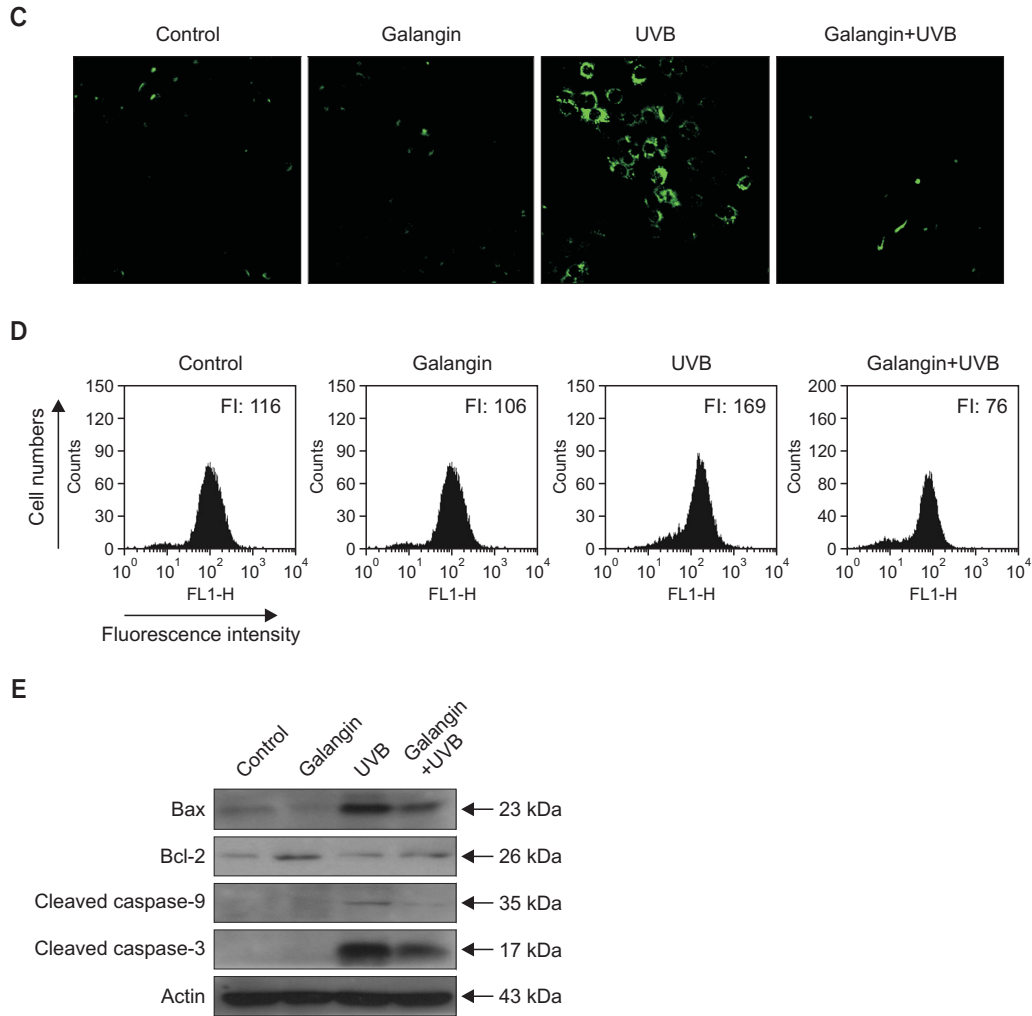 C
Control Galangin UVB Galangin+UVB
D
Control Galangin UVB Galangin+UVB
Cell numbers
Counts
150
120
90
60
30
0
FI: 116
10⁰ 10¹ 10² 10³ 10⁴
FL1-H
Counts
150
120
90
60
30
0
FI: 106
10⁰ 10¹ 10² 10³ 10⁴
FL1-H
Counts
150
120
90
60
30
0
FI: 169
10⁰ 10¹ 10² 10³ 10⁴
FL1-H
Counts
200
160
120
80
40
0
FI: 76
10⁰ 10¹ 10² 10³ 10⁴
FL1-H
Fluorescence intensity
E
Control
Galangin
UVB
Galangin
+UVB
Bax 23 kDa
Bcl-2 26 kDa
Cleaved caspase-9 35 kDa
Cleaved caspase-3 17 kDa
Actin 43 kDa